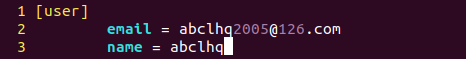 1 [user]
2 email = abclhq2005@126.com
3 name = abclhq